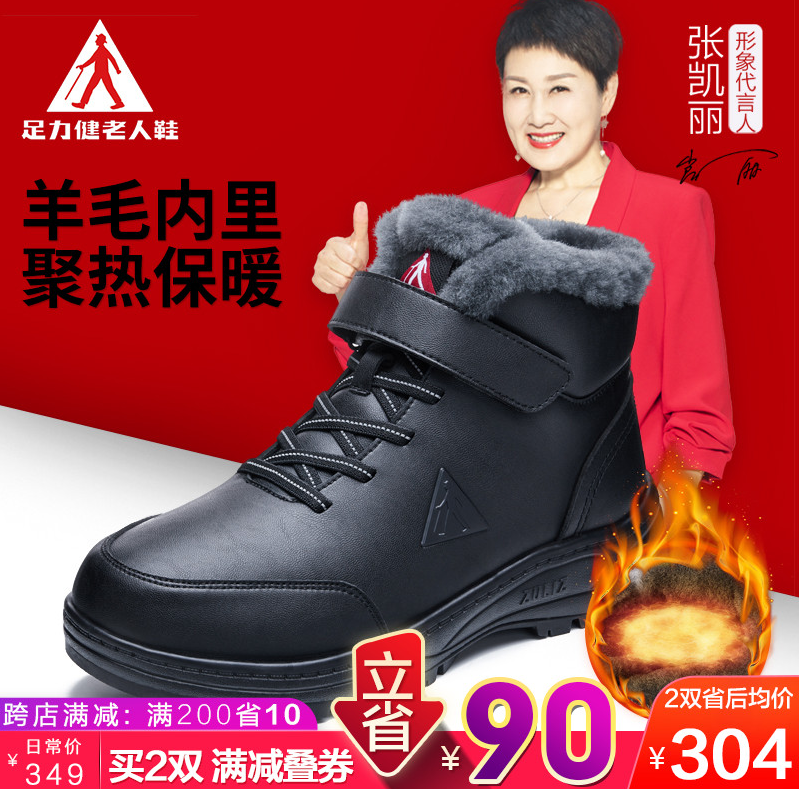 足力健老人鞋
张凯丽
形象代言人
羊毛内里
聚热保暖
ZULIZ
跨店满减：满200省10
日常价
¥349
买2双 满减叠券
立省
¥90
2双省后均价
¥304